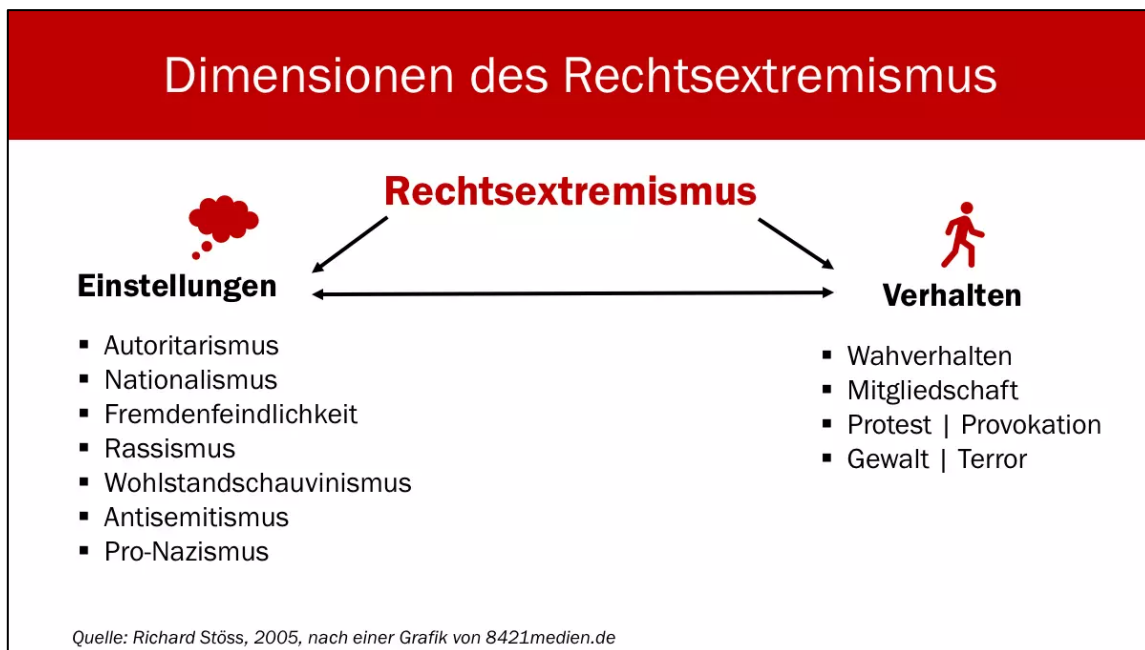 Dimensionen des Rechtsextremismus
Rechtsextremismus
Einstellungen
▪ Autoritarismus
▪ Nationalismus
▪ Fremdenfeindlichkeit
▪ Rassismus
▪ Wohlstandschauvinismus
▪ Antisemitismus
▪ Pro-Nazismus
Verhalten
▪ Wahverhalten
▪ Mitgliedschaft
▪ Protest | Provokation
▪ Gewalt | Terror
Quelle: Richard Stöss, 2005, nach einer Grafik von 8421medien.de